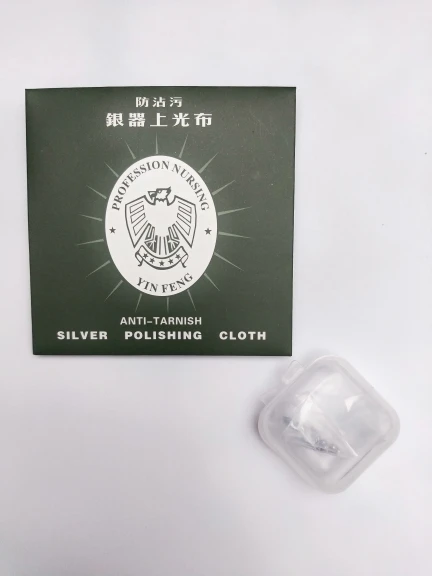 防沾污
銀器上光布
PROFESSION NURSING
YIN FENG
ANTI-TARNISH
SILVER POLISHING CLOTH